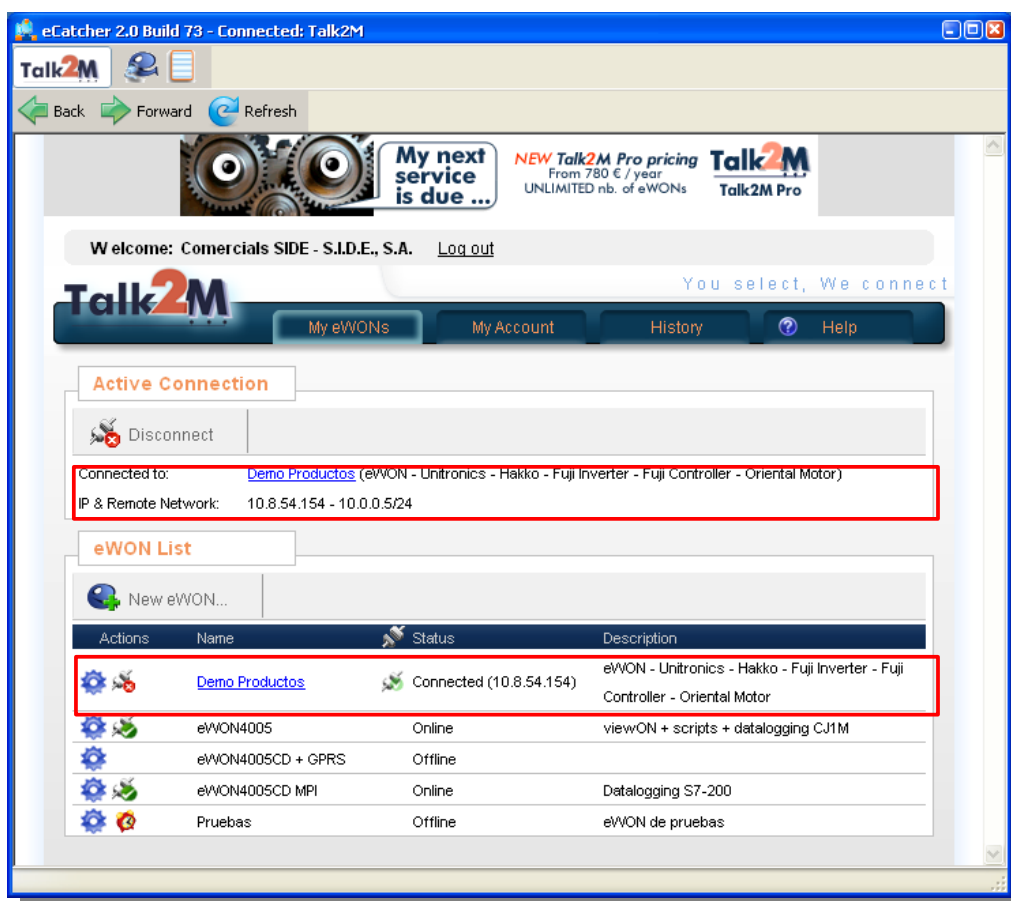 eCatcher 2.0 Build 73 - Connected: Talk2M
Talk2M
Back Forward Refresh
My next
service
is due ...
NEW Talk2M Pro pricing
From 780 € / year
UNLIMITED nb. of eWONs
Talk2M
Talk2M Pro
Welcome: Comercials SIDE - S.I.D.E., S.A. Log out
You select, We connect
Talk2M
My eWONs My Account History ? Help
Active Connection
Disconnect
Connected to: Demo Productos (eWON - Unitronics - Hakko - Fuji Inverter - Fuji Controller - Oriental Motor)
IP & Remote Network: 10.8.54.154 - 10.0.0.5/24
eWON List
New eWON...
Actions Name Status Description
Demo Productos Connected (10.8.54.154) eWON - Unitronics - Hakko - Fuji Inverter - Fuji
Controller - Oriental Motor
eWON4005 Online viewON + scripts + datalogging CJ1M
eWON4005CD + GPRS Offline
eWON4005CD MPI Online Datalogging S7-200
Pruebas Offline eWON de pruebas